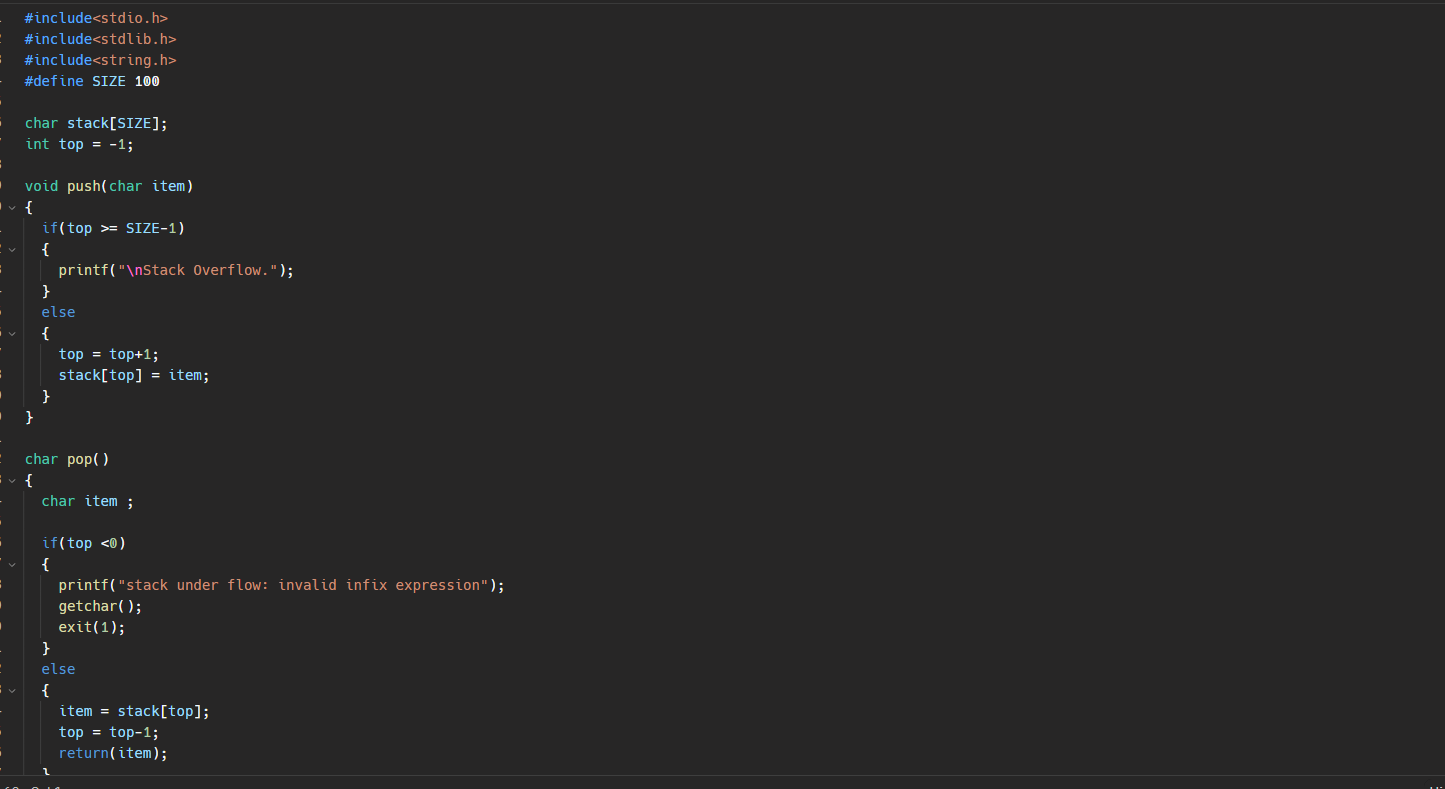 #include<stdio.h>
#include<stdlib.h>
#include<string.h>
#define SIZE 100
char stack[SIZE];
int top = -1;
void push(char item)
{
if(top >= SIZE-1)
{
printf("\nStack Overflow.");
}
else
{
top = top+1;
stack[top] = item;
}
}
char pop()
{
char item ;
if(top <0)
{
printf("stack under flow: invalid infix expression");
getchar();
exit(1);
}
else
{
item = stack[top];
top = top-1;
return(item);
}